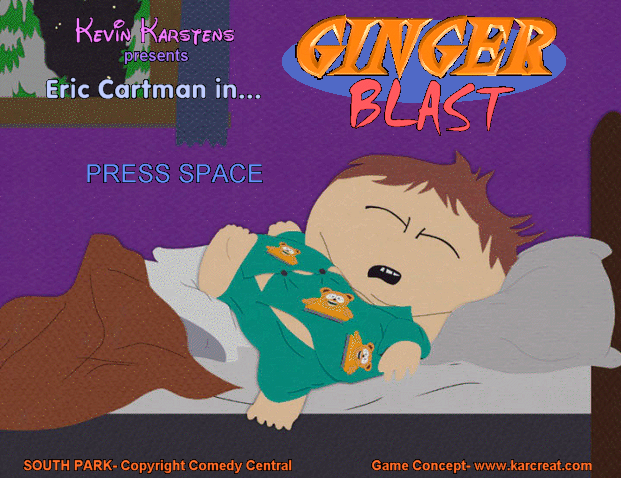 Kevin Karstens
presents
Eric Cartman in...
GINGER
BLAST
PRESS SPACE
SOUTH PARK- Copyright Comedy Central
Game Concept- www.karcreat.com